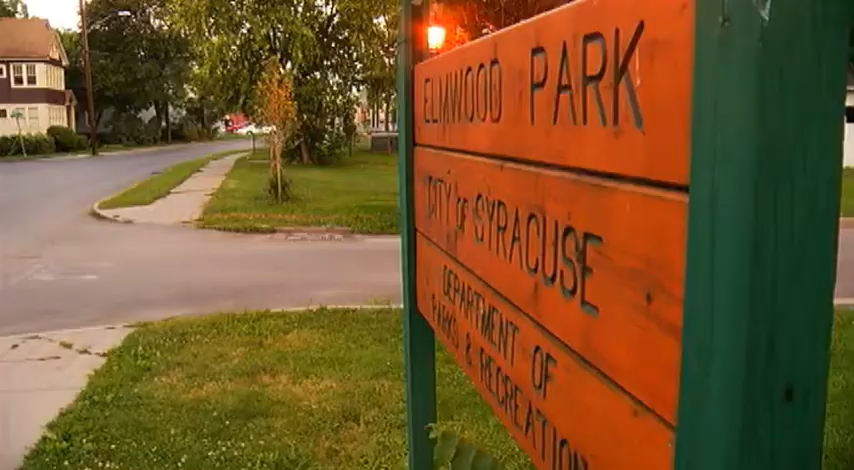 ELMWOOD PARK
CITY of SYRACUSE
DEPARTMENT OF
PARKS & RECREATION